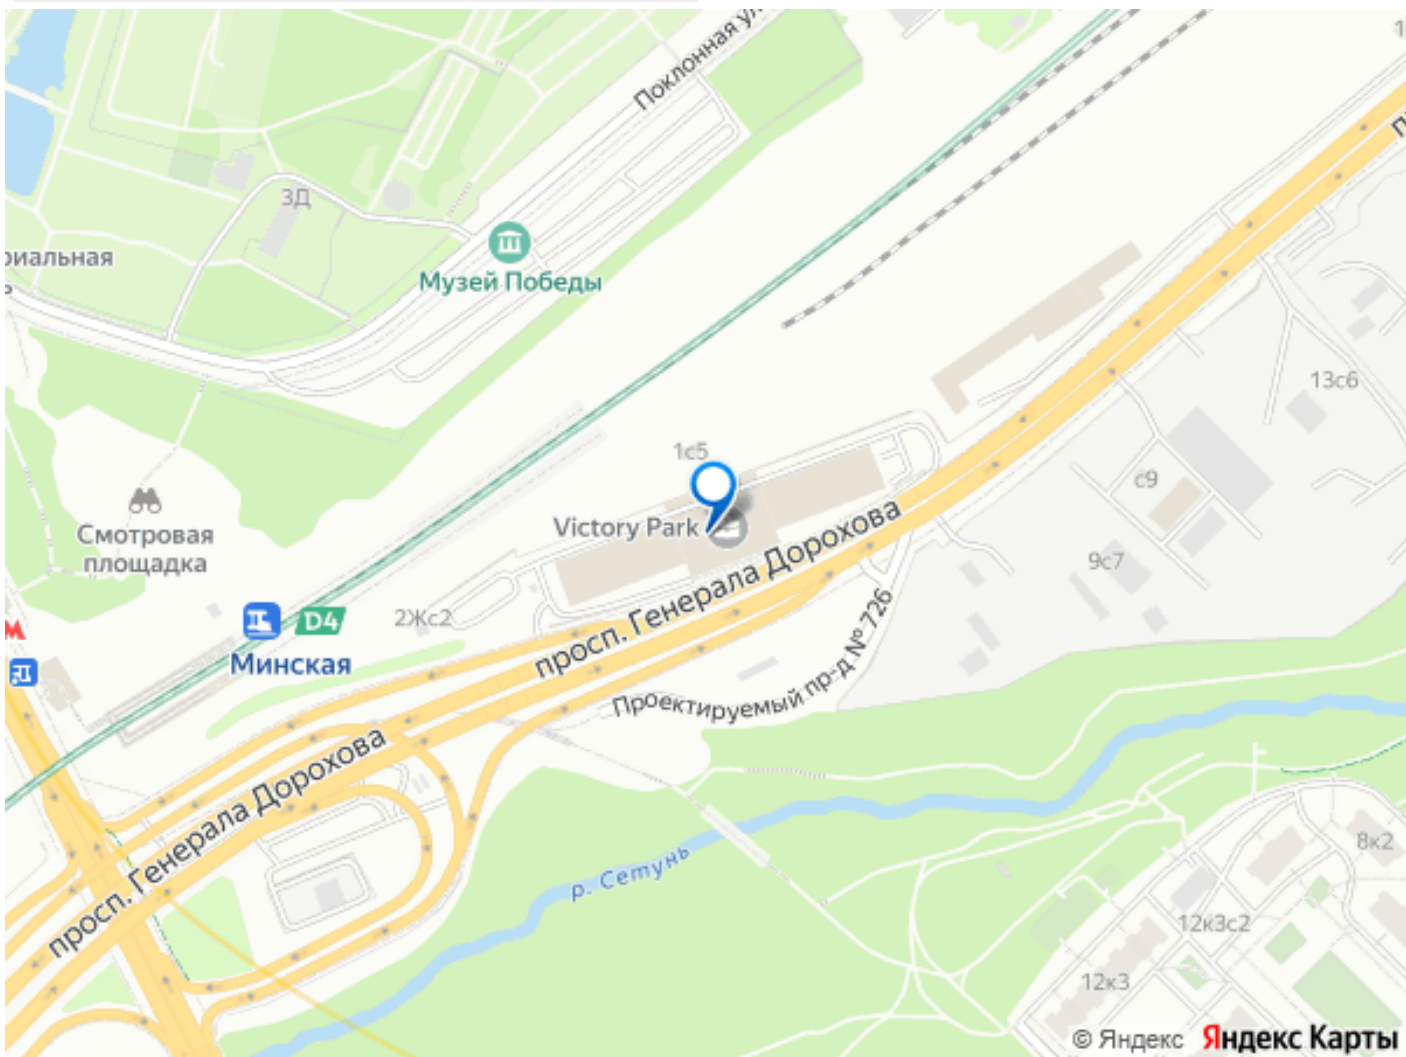 Поклонная ул.
1
3Д
риальная
Музей Победы
13с6
1с5
с9
Victory Park
Смотровая
площадка
просп. Генерала Дорохова
9с7
2Жс2
D4
Минская
Проектируемый пр-д № 726
просп. Генерала Дорохова
р. Сетунь
8к2
12к3с2
12к3
© Яндекс Яндекс Карты